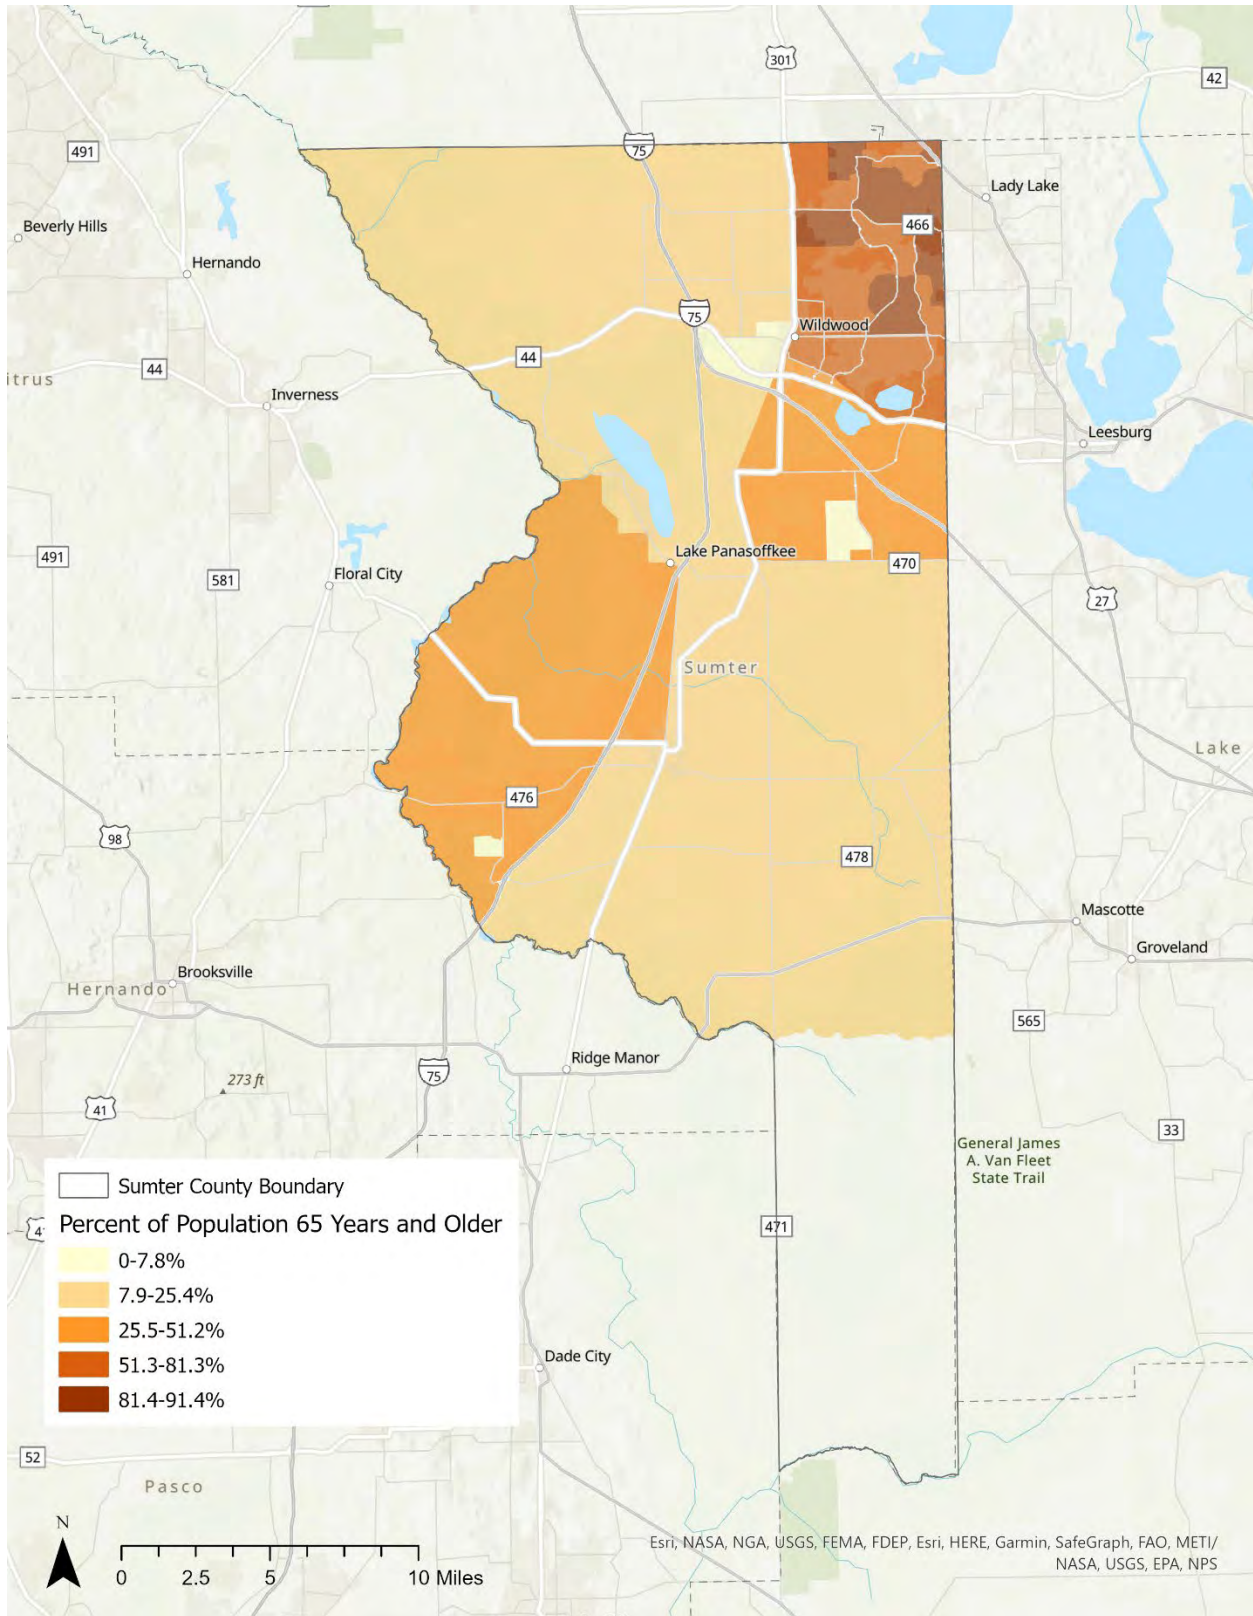 301
42
491
75
Lady Lake
Beverly Hills
466
Hernando
75
Wildwood
44
44
itrus
Inverness
Leesburg
Lake Panasoffkee
491
581
Floral City
470
27
Sumter
Lake
476
98
478
Mascotte
Groveland
Brooksville
Hernando
565
Ridge Manor
75
273 ft
41
33
General James
A. Van Fleet
State Trail
471
Sumter County Boundary
Percent of Population 65 Years and Older
0-7.8%
7.9-25.4%
25.5-51.2%
51.3-81.3%
81.4-91.4%
Dade City
52
Pasco
N
0 2.5 5 10 Miles
Esri, NASA, NGA, USGS, FEMA, FDEP, Esri, HERE, Garmin, SafeGraph, FAO, METI/
NASA, USGS, EPA, NPS